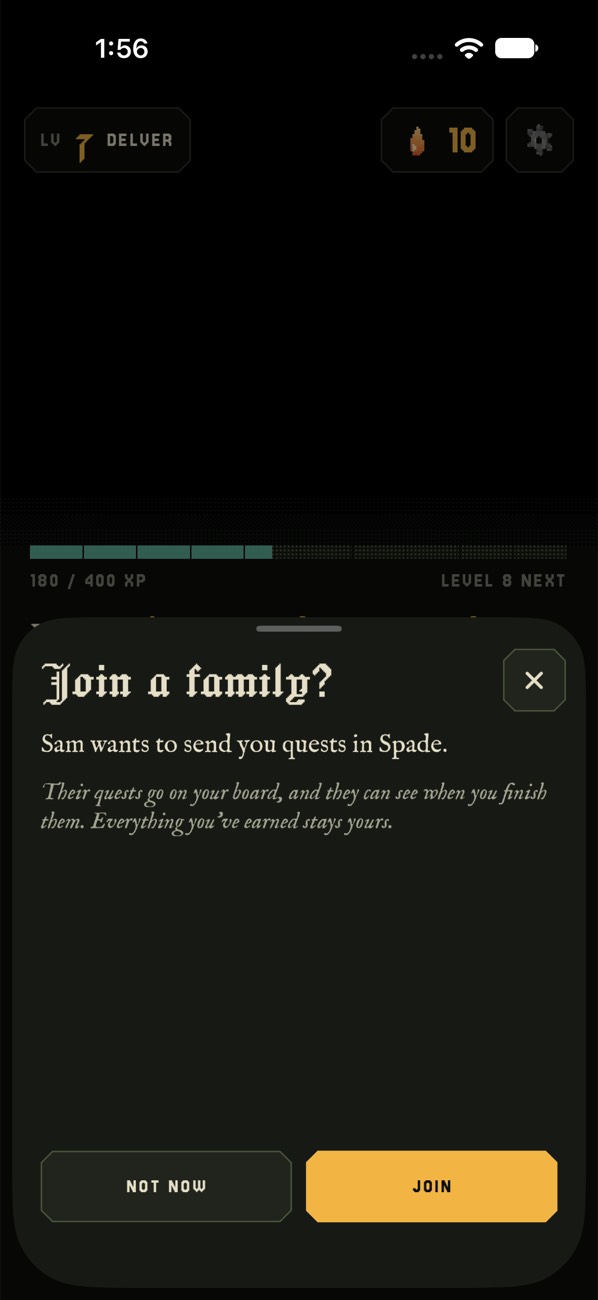 1:56
LV 7 DELVER
10
180 / 400 XP
LEVEL 8 NEXT
Join a family?
Sam wants to send you quests in Spade.
Their quests go on your board, and they can see when you finish
them. Everything you've earned stays yours.
NOT NOW
JOIN